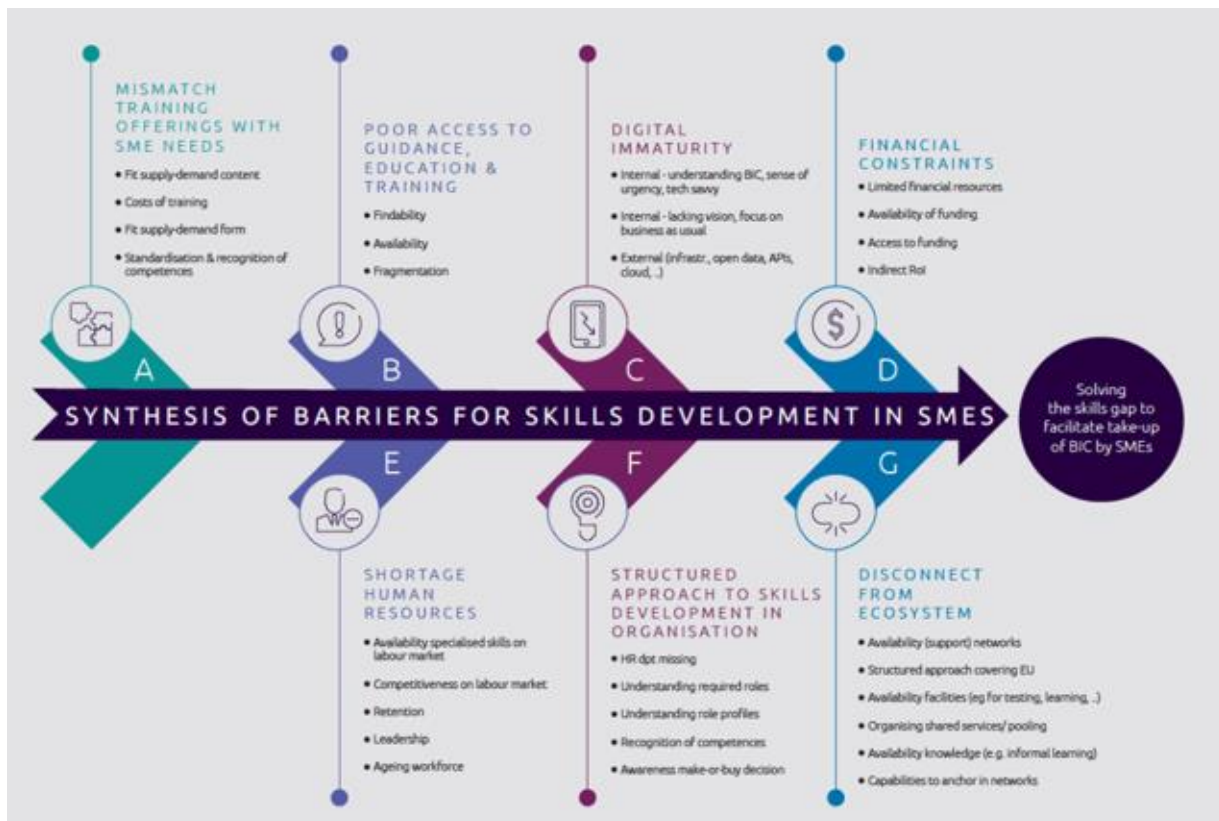 MISMATCH
TRAINING
OFFERINGS WITH
SME NEEDS
• Fit supply-demand content
• Costs of training
• Fit supply-demand form
• Standardisation & recognition of
competences
POOR ACCESS TO
GUIDANCE,
EDUCATION &
TRAINING
• Findability
• Availability
• Fragmentation
DIGITAL
IMMATURITY
• Internal - understanding BiC, sense of
urgency, tech savvy
• Internal - lacking vision, focus on
business as usual
• External (infrastr., open data, APIs,
cloud, ..)
FINANCIAL
CONSTRAINTS
• Limited financial resources
• Availability of funding
• Access to funding
• Indirect RoI
A
B
C
D
SYNTHESIS OF BARRIERS FOR SKILLS DEVELOPMENT IN SMES
Solving
the skills gap to
facilitate take-up
of BiC by SMEs
E
F
G
SHORTAGE
HUMAN
RESOURCES
• Availability specialised skills on
labour market
• Competitiveness on labour market
• Retention
• Leadership
• Ageing workforce
STRUCTURED
APPROACH TO SKILLS
DEVELOPMENT IN
ORGANISATION
• HR dpt missing
• Understanding required roles
• Understanding role profiles
• Recognition of competences
• Awareness make-or-buy decision
DISCONNECT
FROM
ECOSYSTEM
• Availability (support) networks
• Structured approach covering EU
• Availability facilities (eg for testing, learning, ..)
• Organising shared services/ pooling
• Availability knowledge (e.g. informal learning)
• Capabilities to anchor in networks